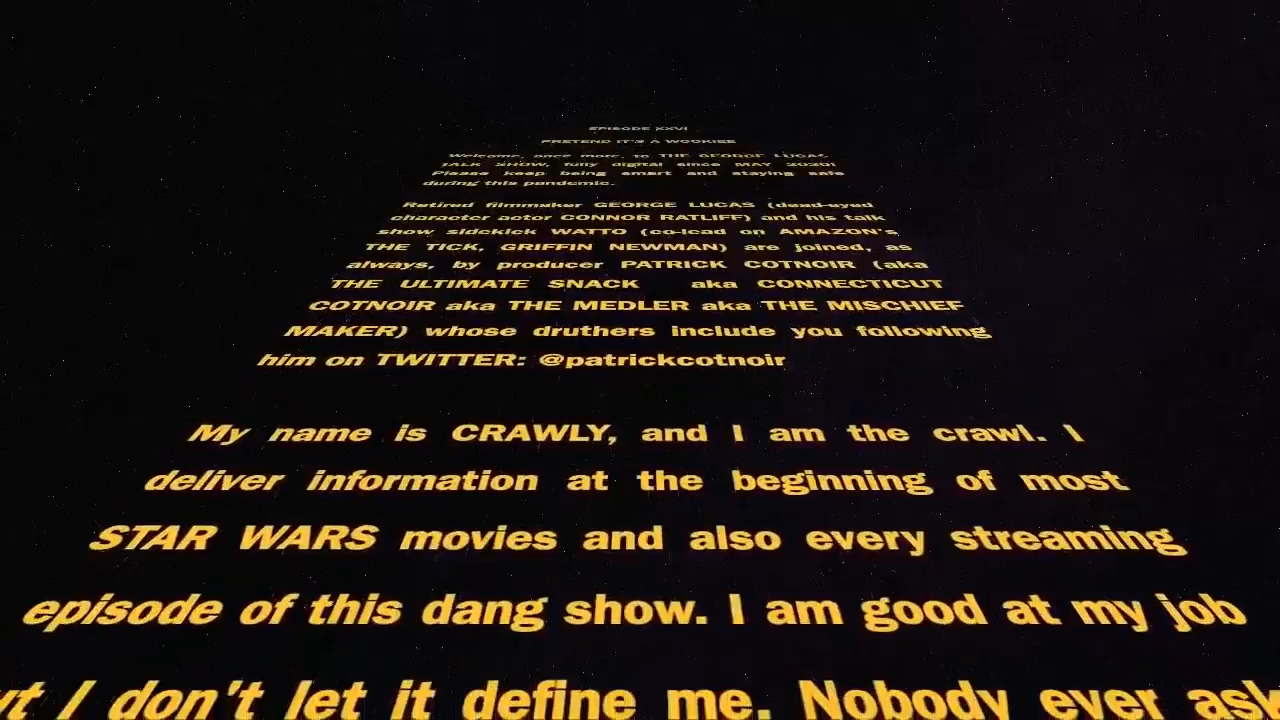 EPISODE XXVI
PRETEND IT'S A WOOKIEE
Welcome, once more, to THE GEORGE LUCAS
TALK SHOW, fully digital since MAY 2020!
Please keep being smart and staying safe
during this pandemic.
Retired filmmaker GEORGE LUCAS (dead-eyed
character actor CONNOR RATLIFF) and his talk
show sidekick WATTO (co-lead on AMAZON'S
THE TICK, GRIFFIN NEWMAN) are joined, as
always, by producer PATRICK COTNOIR (aka
THE ULTIMATE SNACK aka CONNECTICUT
COTNOIR aka THE MEDLER aka THE MISCHIEF
MAKER) whose druthers include you following
him on TWITTER: @patrickcotnoir
My name is CRAWLY, and I am the crawl. I
deliver information at the beginning of most
STAR WARS movies and also every streaming
episode of this dang show. I am good at my job
ut I don't let it define me. Nobody ever ask